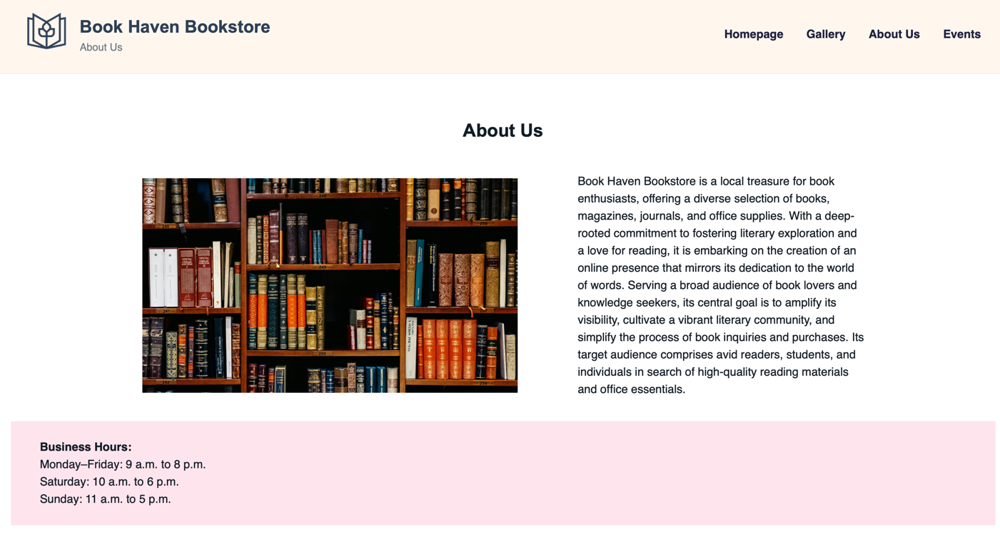 Book Haven Bookstore
About Us
Homepage Gallery About Us Events
About Us
Book Haven Bookstore is a local treasure for book
enthusiasts, offering a diverse selection of books,
magazines, journals, and office supplies. With a deep-
rooted commitment to fostering literary exploration and
a love for reading, it is embarking on the creation of an
online presence that mirrors its dedication to the world
of words. Serving a broad audience of book lovers and
knowledge seekers, its central goal is to amplify its
visibility, cultivate a vibrant literary community, and
simplify the process of book inquiries and purchases. Its
target audience comprises avid readers, students, and
individuals in search of high-quality reading materials
and office essentials.
Business Hours:
Monday–Friday: 9 a.m. to 8 p.m.
Saturday: 10 a.m. to 6 p.m.
Sunday: 11 a.m. to 5 p.m.